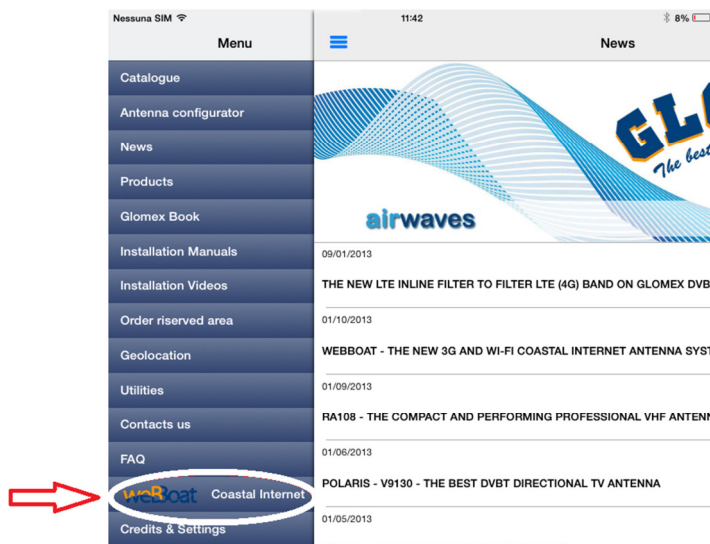 Nessuna SIM
11:42
8%
Menu
News
Catalogue
Antenna configurator
News
Products
Glomex Book
Installation Manuals
Installation Videos
Order riserved area
Geolocation
Utilities
Contacts us
FAQ
weBBoat Coastal Internet
Credits & Settings
GLO
The best
airwaves
09/01/2013
THE NEW LTE INLINE FILTER TO FILTER LTE (4G) BAND ON GLOMEX DVB
01/10/2013
WEBBOAT - THE NEW 3G AND WI-FI COASTAL INTERNET ANTENNA SYST
01/09/2013
RA108 - THE COMPACT AND PERFORMING PROFESSIONAL VHF ANTENN
01/06/2013
POLARIS - V9130 - THE BEST DVBT DIRECTIONAL TV ANTENNA
01/05/2013